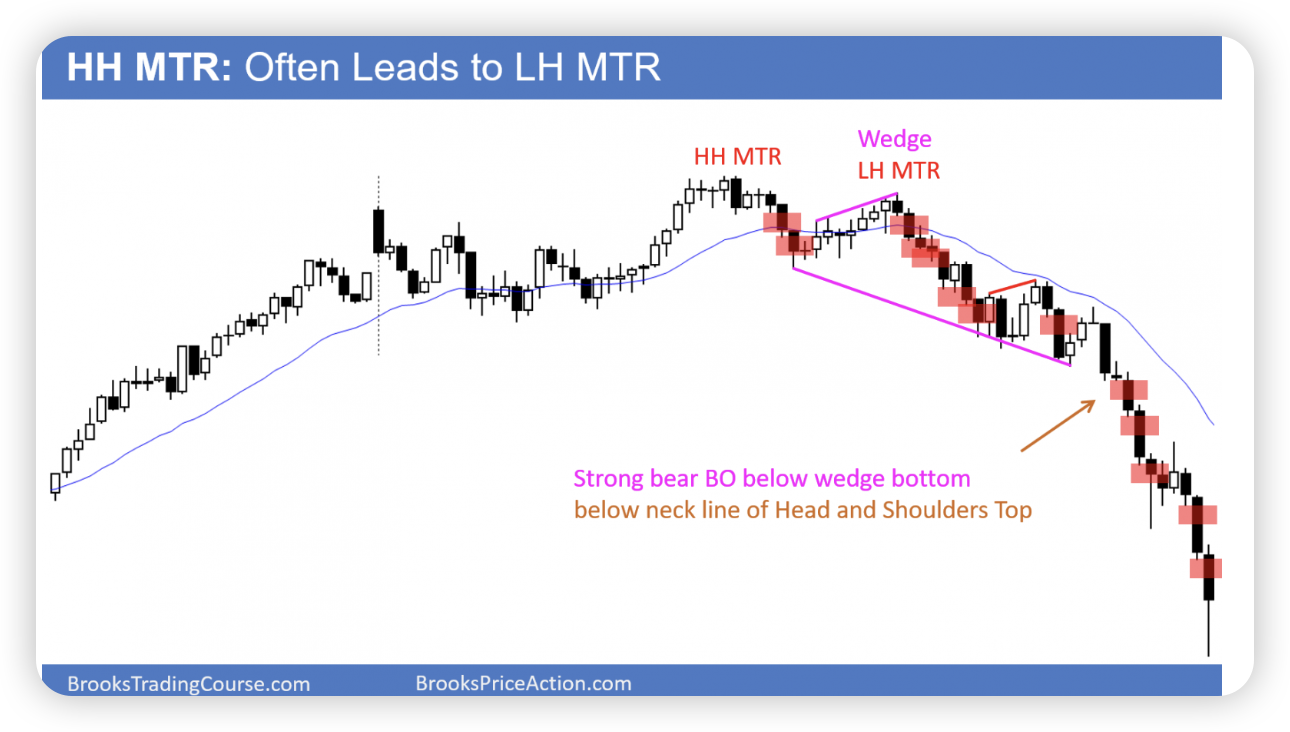 HH MTR: Often Leads to LH MTR
HH MTR
Wedge
LH MTR
Strong bear BO below wedge bottom
below neck line of Head and Shoulders Top
BrooksTradingCourse.com
BrooksPriceAction.com